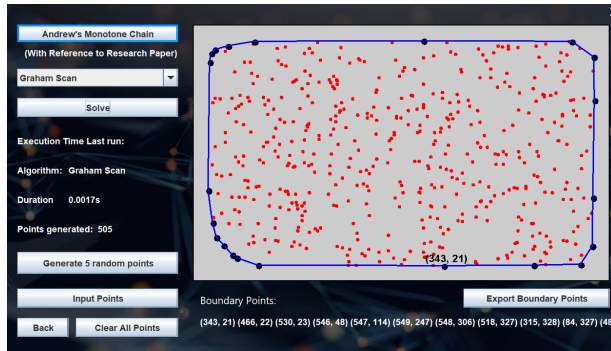 Andrew's Monotone Chain
(With Reference to Research Paper)
Graham Scan
Solve
Execution Time Last run:
Algorithm: Graham Scan
Duration 0.0017s
Points generated: 505
Generate 5 random points
Input Points
Back Clear All Points
(343, 21)
Boundary Points:
Export Boundary Points
(343, 21) (466, 22) (530, 23) (546, 48) (547, 114) (549, 247) (548, 306) (518, 327) (315, 328) (84, 327) (48